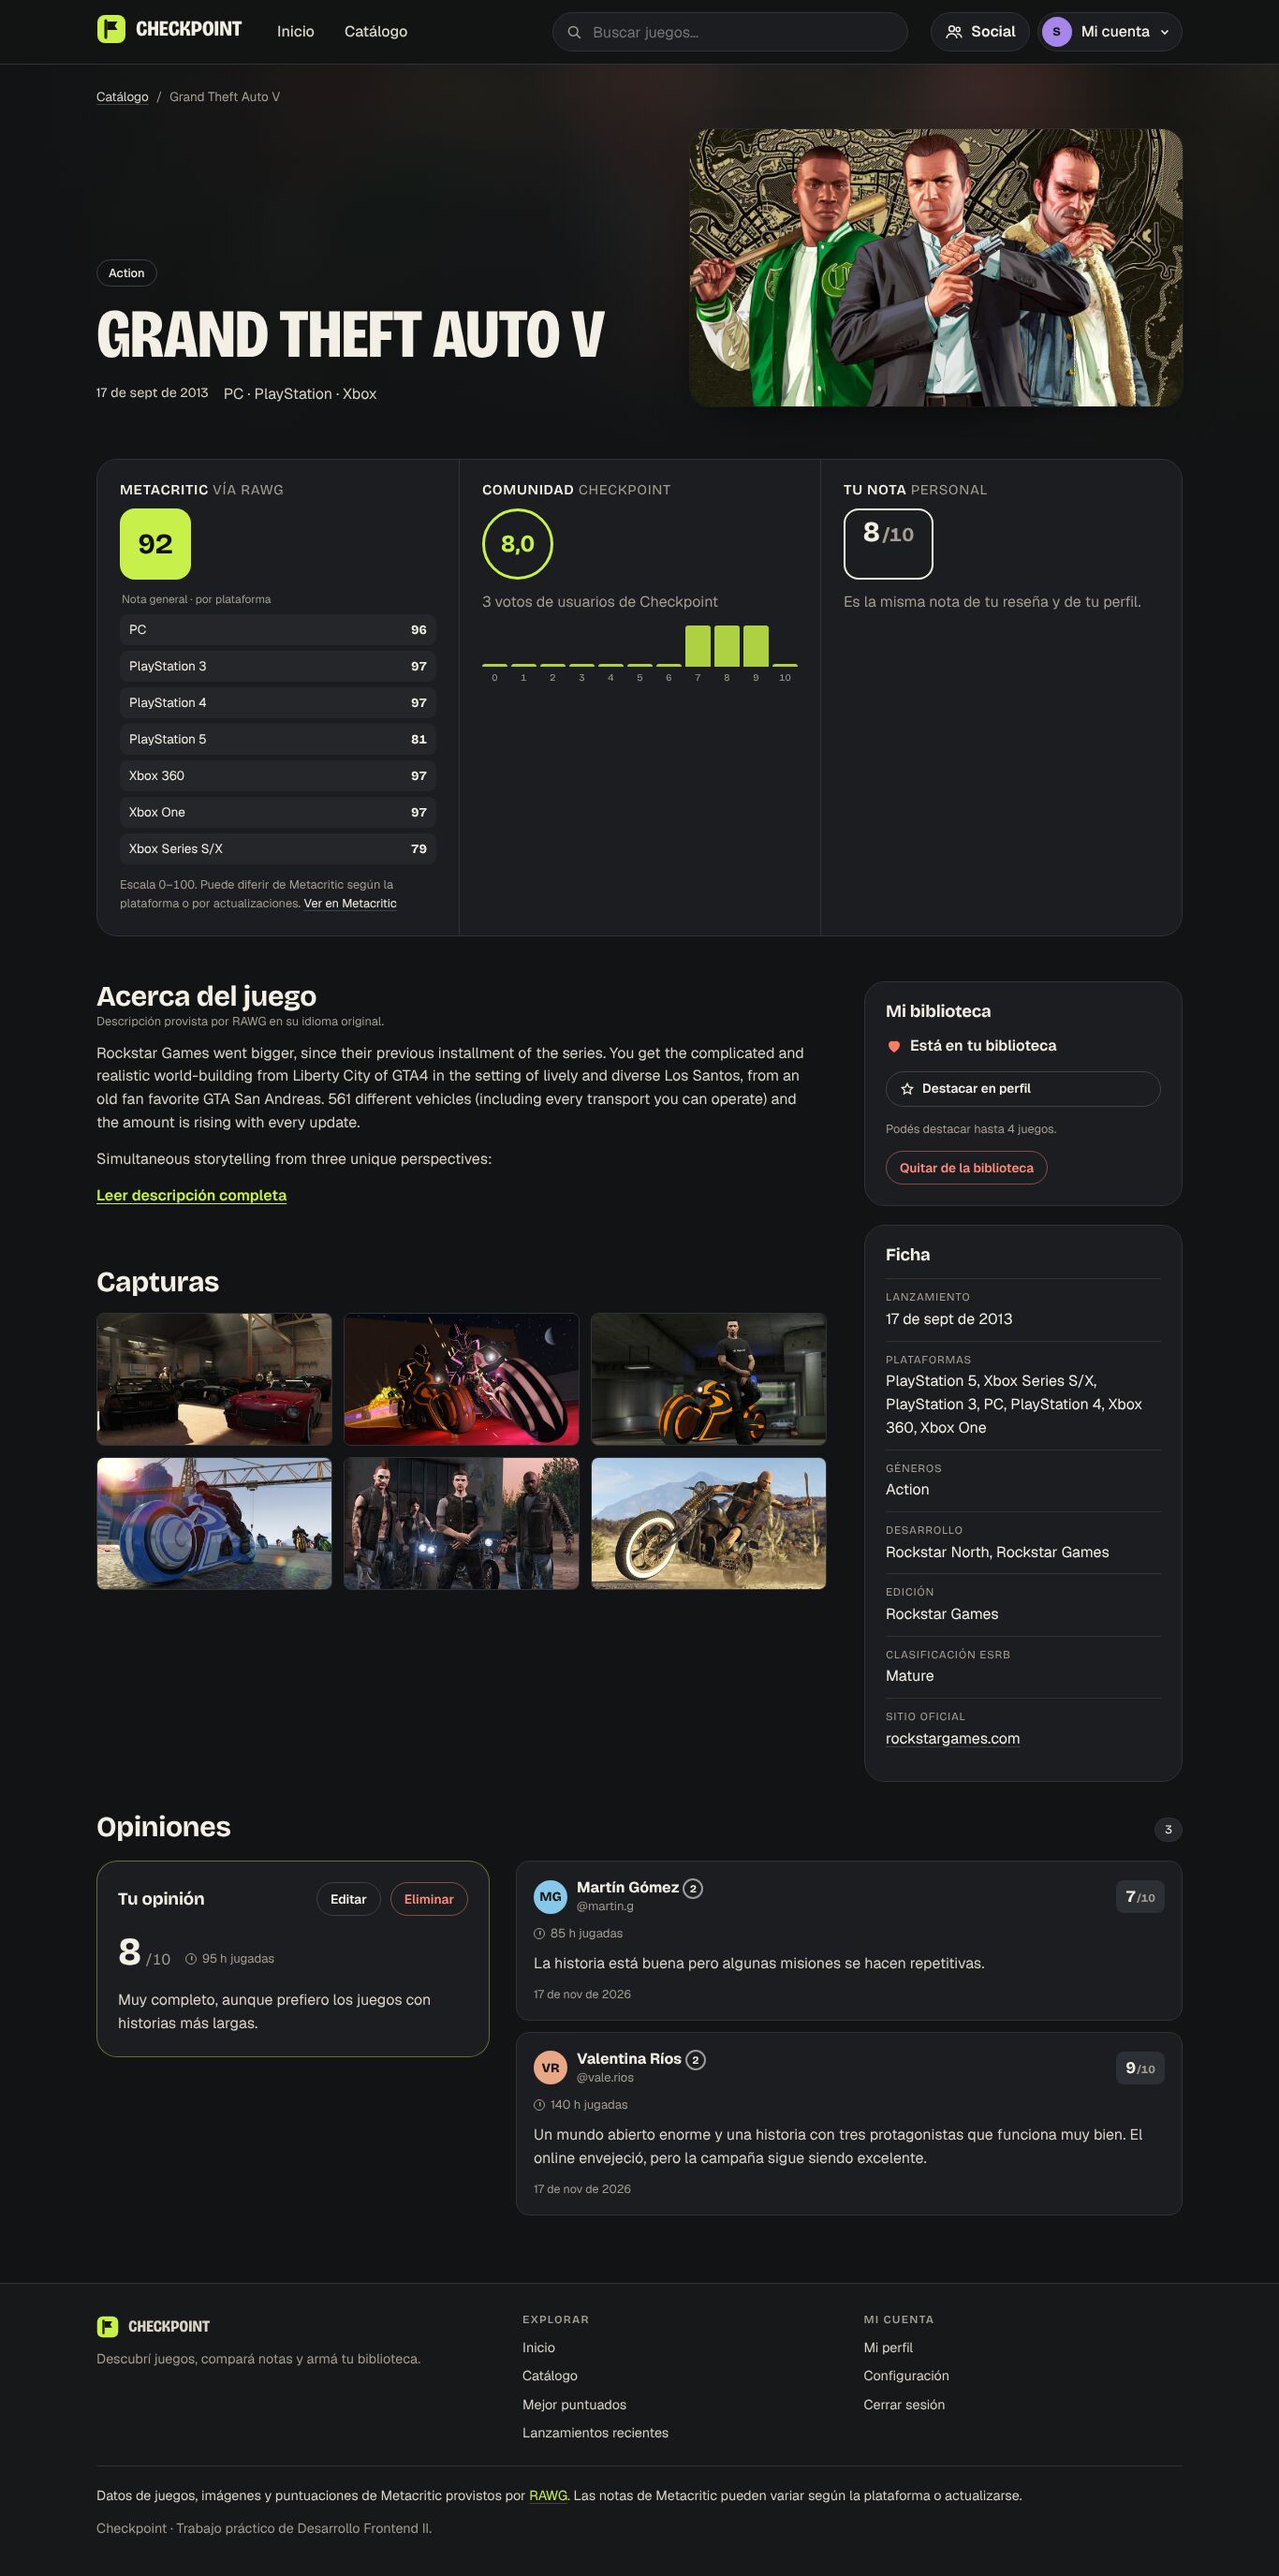 CHECKPOINT
Inicio
Catálogo
Buscar juegos...
Social
S
Mi cuenta
Catálogo / Grand Theft Auto V
Action
GRAND THEFT AUTO V
17 de sept de 2013 PC · PlayStation · Xbox
METACRITIC VÍA RAWG
92
Nota general · por plataforma
PC 96
PlayStation 3 97
PlayStation 4 97
PlayStation 5 81
Xbox 360 97
Xbox One 97
Xbox Series S/X 79
Escala 0–100. Puede diferir de Metacritic según la
plataforma o por actualizaciones. Ver en Metacritic
COMUNIDAD CHECKPOINT
8,0
3 votos de usuarios de Checkpoint
0 1 2 3 4 5 6 7 8 9 10
TU NOTA PERSONAL
8/10
Es la misma nota de tu reseña y de tu perfil.
Acerca del juego
Descripción provista por RAWG en su idioma original.
Rockstar Games went bigger, since their previous installment of the series. You get the complicated and
realistic world-building from Liberty City of GTA4 in the setting of lively and diverse Los Santos, from an
old fan favorite GTA San Andreas. 561 different vehicles (including every transport you can operate) and
the amount is rising with every update.
Simultaneous storytelling from three unique perspectives:
Leer descripción completa
Capturas
Mi biblioteca
Está en tu biblioteca
Destacar en perfil
Podés destacar hasta 4 juegos.
Quitar de la biblioteca
Ficha
LANZAMIENTO
17 de sept de 2013
PLATAFORMAS
PlayStation 5, Xbox Series S/X,
PlayStation 3, PC, PlayStation 4, Xbox
360, Xbox One
GÉNEROS
Action
DESARROLLO
Rockstar North, Rockstar Games
EDICIÓN
Rockstar Games
CLASIFICACIÓN ESRB
Mature
SITIO OFICIAL
rockstargames.com
Opiniones
3
Tu opinión
Editar
Eliminar
8 /10 95 h jugadas
Muy completo, aunque prefiero los juegos con
historias más largas.
MG
Martín Gómez 2
@martin.g
7/10
85 h jugadas
La historia está buena pero algunas misiones se hacen repetitivas.
17 de nov de 2026
VR
Valentina Ríos 2
@vale.rios
9/10
140 h jugadas
Un mundo abierto enorme y una historia con tres protagonistas que funciona muy bien. El
online envejeció, pero la campaña sigue siendo excelente.
17 de nov de 2026
CHECKPOINT
Descubrí juegos, compará notas y armá tu biblioteca.
EXPLORAR
Inicio
Catálogo
Mejor puntuados
Lanzamientos recientes
MI CUENTA
Mi perfil
Configuración
Cerrar sesión
Datos de juegos, imágenes y puntuaciones de Metacritic provistos por RAWG. Las notas de Metacritic pueden variar según la plataforma o actualizarse.
Checkpoint · Trabajo práctico de Desarrollo Frontend II.